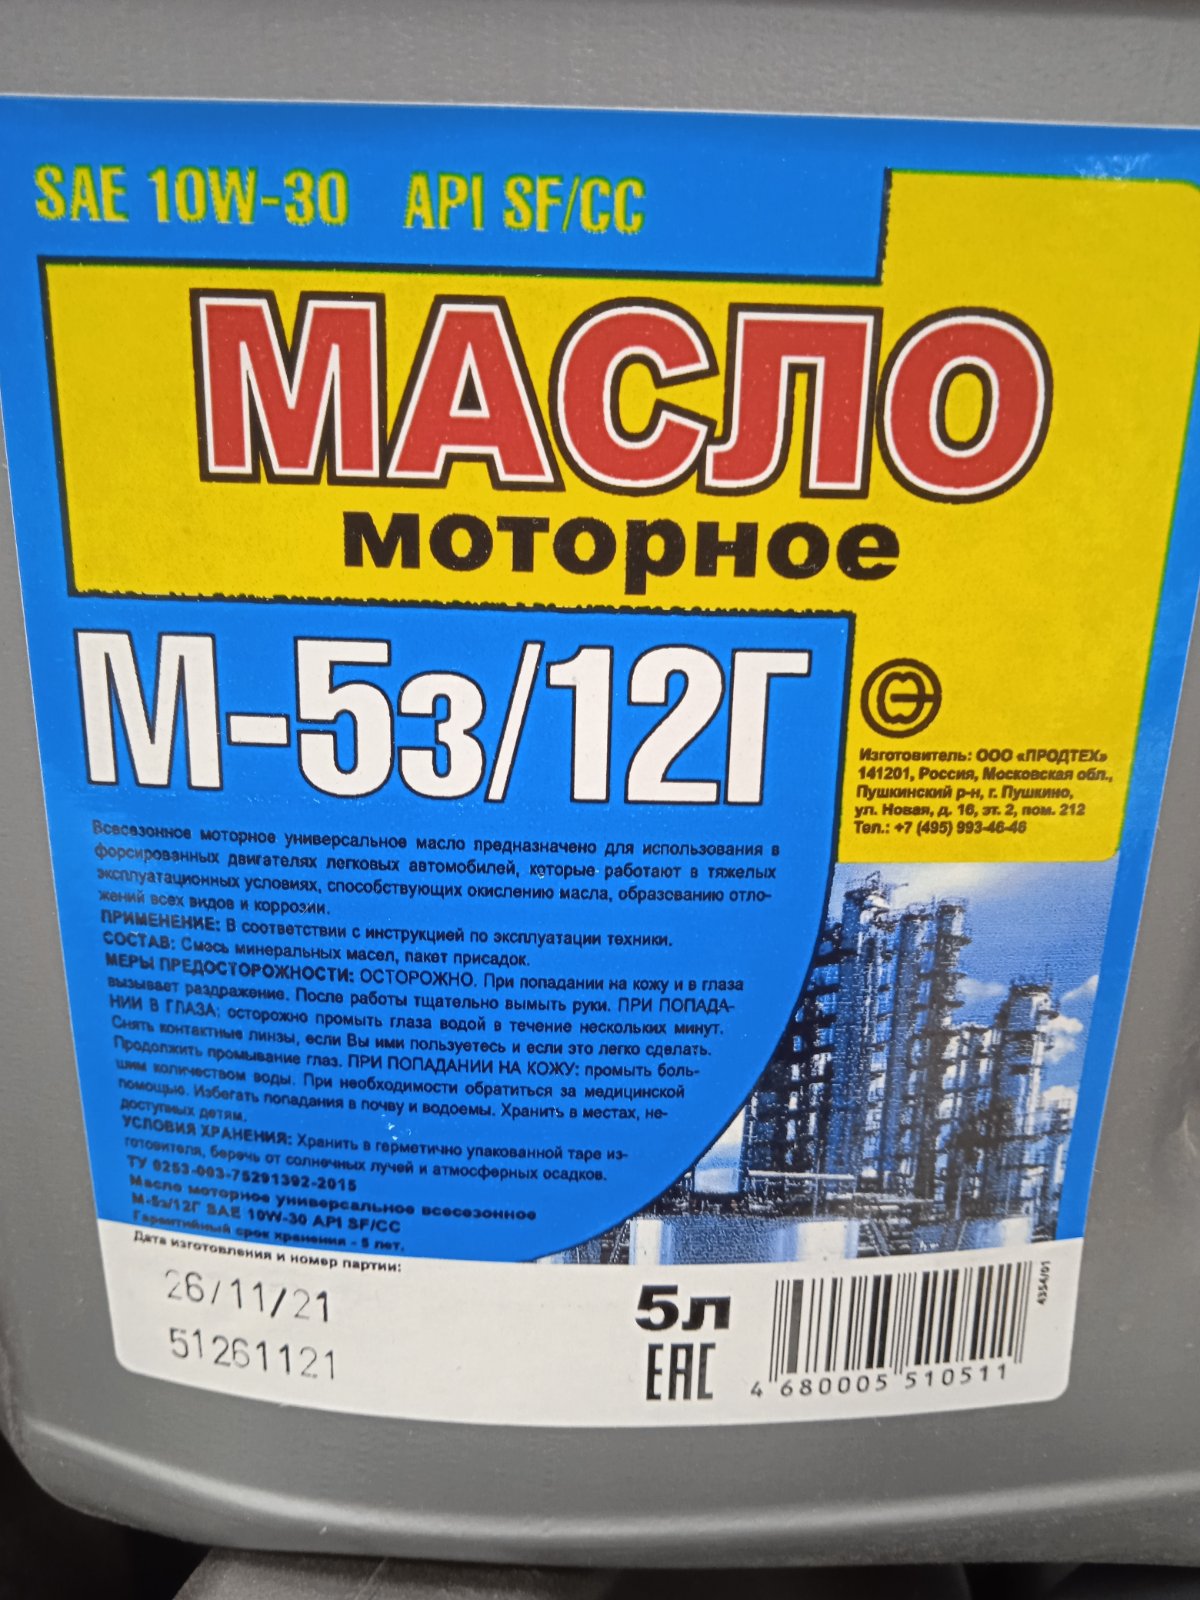 SAE 10W-30 API SF/CC
МАСЛО
моторное
М-5з/12Г
Изготовитель: ООО «ПРОДТЕХ»
141201, Россия, Московская обл.,
Пушкинский р-н, г. Пушкино,
ул. Новая, д. 16, эт. 2, пом. 212
Тел.: +7 (495) 993-46-46
Всесезонное моторное универсальное масло предназначено для использования в
форсированных двигателях легковых автомобилей, которые работают в тяжелых
эксплуатационных условиях, способствующих окислению масла, образованию отло-
жений всех видов и коррозии.
ПРИМЕНЕНИЕ: В соответствии с инструкцией по эксплуатации техники.
СОСТАВ: Смесь минеральных масел, пакет присадок.
МЕРЫ ПРЕДОСТОРОЖНОСТИ: ОСТОРОЖНО. При попадании на кожу и в глаза
вызывает раздражение. После работы тщательно вымыть руки. ПРИ ПОПАДА-
НИИ В ГЛАЗА: осторожно промыть глаза водой в течение нескольких минут.
Снять контактные линзы, если Вы ими пользуетесь и если это легко сделать.
Продолжить промывание глаз. ПРИ ПОПАДАНИИ НА КОЖУ: промыть боль-
шим количеством воды. При необходимости обратиться за медицинской
помощью. Избегать попадания в почву и водоемы. Хранить в местах, не-
доступных детям.
УСЛОВИЯ ХРАНЕНИЯ: Хранить в герметично упакованной таре из-
готовителя, беречь от солнечных лучей и атмосферных осадков.
ТУ 0253-003-75291392-2015
Масло моторное универсальное всесезонное
М-5з/12Г SAE 10W-30 API SF/CC
Гарантийный срок хранения - 5 лет.
Дата изготовления и номер партии:
26/11/21
51261121
5л
EAC
4354/01
4 680005 510511